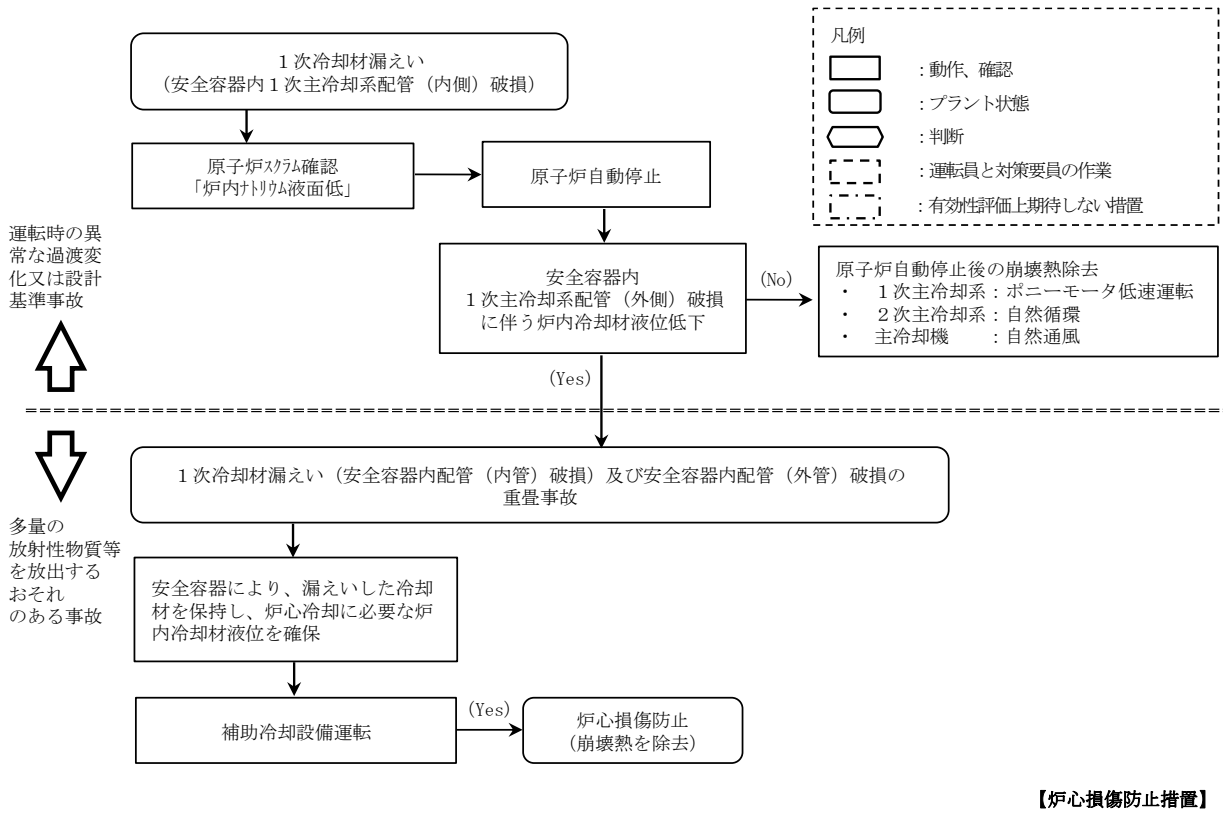 1次冷却材漏えい
(安全容器内1次主冷却系配管(内側)破損)
原子炉スクラム確認
「炉内ナトリウム液面低」
原子炉自動停止
凡例
:動作、確認
:プラント状態
:判断
:運転員と対策要員の作業
:有効性評価上期待しない措置
運転時の異
常な過渡変
化又は設計
基準事故
安全容器内
1次主冷却系配管(外側)破損
に伴う炉内冷却材液位低下
(No)
原子炉自動停止後の崩壊熱除去
・ 1次主冷却系:ポニーモータ低速運転
・ 2次主冷却系:自然循環
・ 主冷却機 :自然通風
(Yes)
多量の
放射性物質等
を放出する
おそれ
のある事故
1次冷却材漏えい(安全容器内配管(内管)破損)及び安全容器内配管(外管)破損の
重畳事故
安全容器により、漏えいした冷却
材を保持し、炉心冷却に必要な炉
内冷却材液位を確保
補助冷却設備運転
(Yes)
炉心損傷防止
(崩壊熱を除去)
【炉心損傷防止措置】